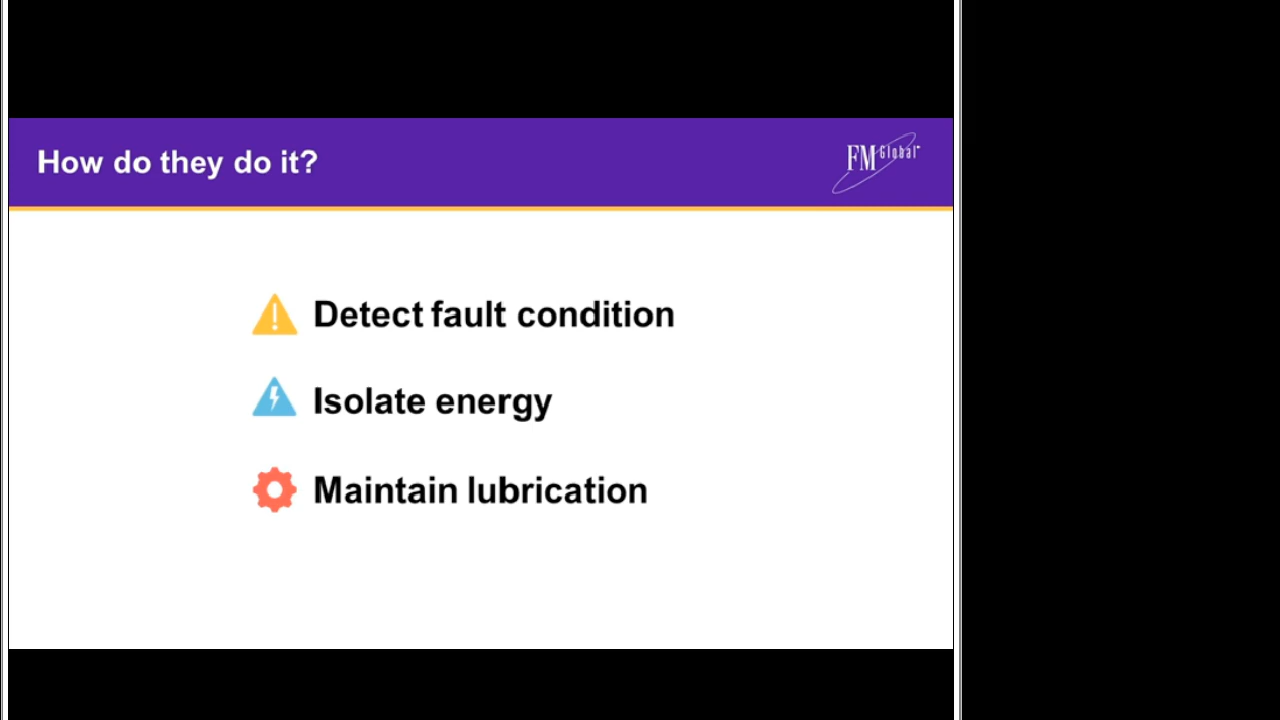 How do they do it?
FM Global
Detect fault condition
Isolate energy
Maintain lubrication